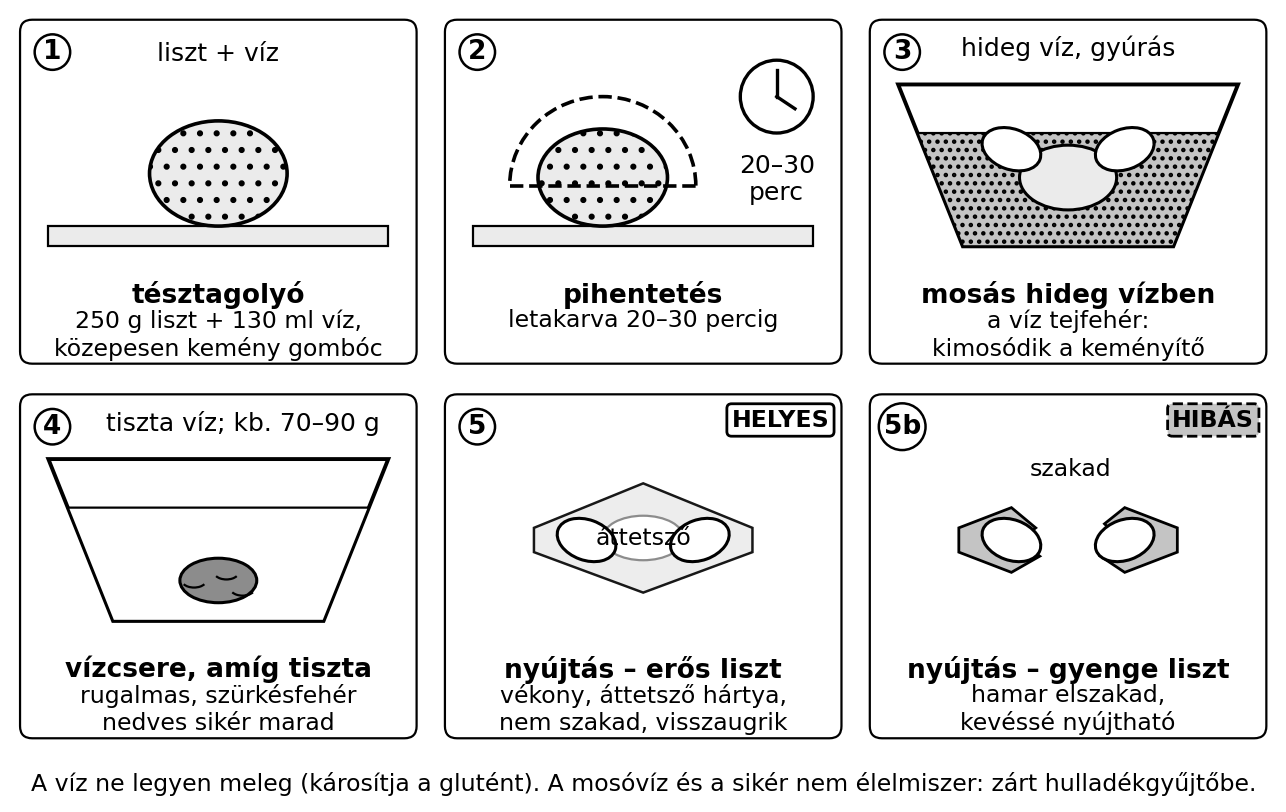 1
liszt + víz
tésztagolyó
250 g liszt + 130 ml víz,
közepesen kemény gombóc
2
20–30
perc
pihentetés
letakarva 20–30 percig
3
hideg víz, gyúrás
mosás hideg vízben
a víz tejfehér:
kimosódik a keményítő
4
tiszta víz; kb. 70–90 g
vízcsere, amíg tiszta
rugalmas, szürkésfehér
nedves sikér marad
5
HELYES
áttetsző
nyújtás – erős liszt
vékony, áttetsző hártya,
nem szakad, visszaugrik
5b
HIBÁS
szakad
nyújtás – gyenge liszt
hamar elszakad,
kevéssé nyújtható
A víz ne legyen meleg (károsítja a glutént). A mosóvíz és a sikér nem élelmiszer: zárt hulladékgyűjtőbe.